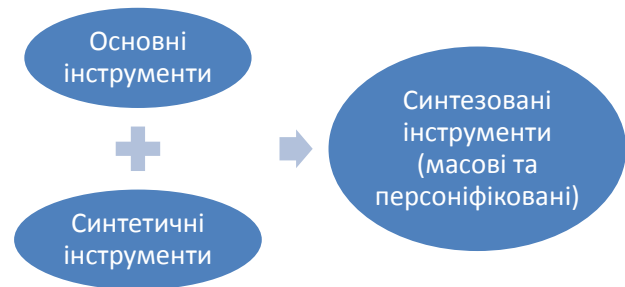 Основні
інструменти
Синтетичні
інструменти
Синтезовані
інструменти
(масові та
персоніфіковані)